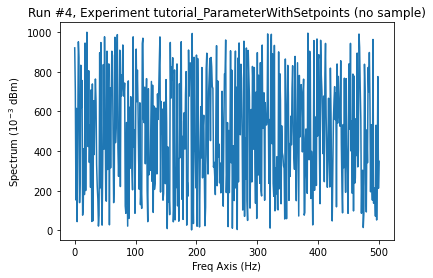 Run #4, Experiment tutorial_ParameterWithSetpoints (no sample)
1000
800
600
400
200
0
Spectrum (10⁻³ dBm)
0 100 200 300 400 500
Freq Axis (Hz)